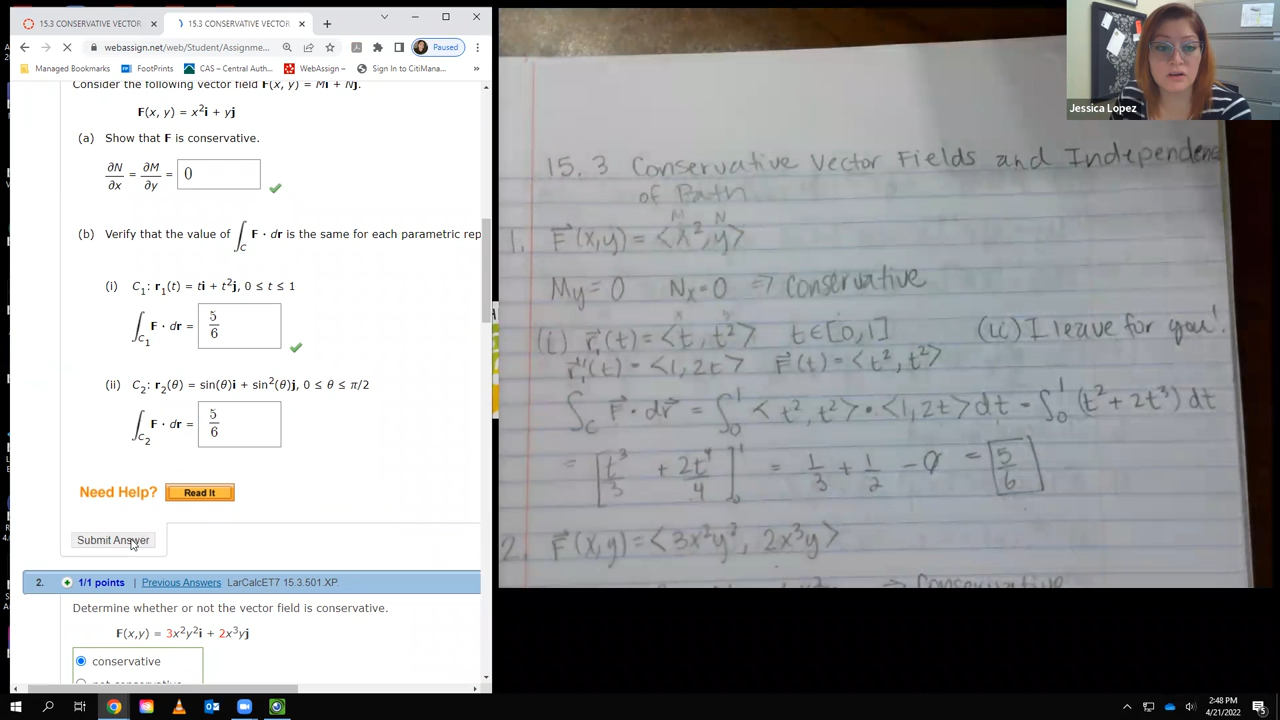 15.3 CONSERVATIVE VECTOR
15.3 CONSERVATIVE VECTOR
webassign.net/web/Student/Assignme...
Paused
Managed Bookmarks
FootPrints
CAS – Central Auth...
WebAssign –
Sign In to CitiMana...
Consider the following vector field F(x, y) = Mi + Nj.
F(x, y) = x²i + yj
(a) Show that F is conservative.
∂N/∂x = ∂M/∂y = 0
(b) Verify that the value of ∫_C F · dr is the same for each parametric rep
(i) C₁: r₁(t) = ti + t²j, 0 ≤ t ≤ 1
∫_C₁ F · dr = 5/6
(ii) C₂: r₂(θ) = sin(θ)i + sin²(θ)j, 0 ≤ θ ≤ π/2
∫_C₂ F · dr = 5/6
Need Help? Read It
Submit Answer
2. 1/1 points | Previous Answers LarCalcET7 15.3.501.XP.
Determine whether or not the vector field is conservative.
F(x,y) = 3x²y²i + 2x³yj
conservative
15.3 Conservative Vector Fields and Independenc
of Path
M N
1. F⃗(x,y) = <x², y>
My = 0 Nx = 0 ⇒ conservative
(i) r⃗₁(t) = <t, t²> t∈[0,1] (ii) I leave for you!
r⃗₁'(t) = <1, 2t> F⃗(t) = <t², t²>
∫_C F⃗ · dr⃗ = ∫₀¹ <t², t²> · <1, 2t> dt = ∫₀¹ (t² + 2t³) dt
= [t³/3 + 2t⁴/4]₀¹ = 1/3 + 1/2 − 0 = 5/6
2. F⃗(x,y) = <3x²y², 2x³y>
⇒ Conservative
Jessica Lopez
2:48 PM
4/21/2022